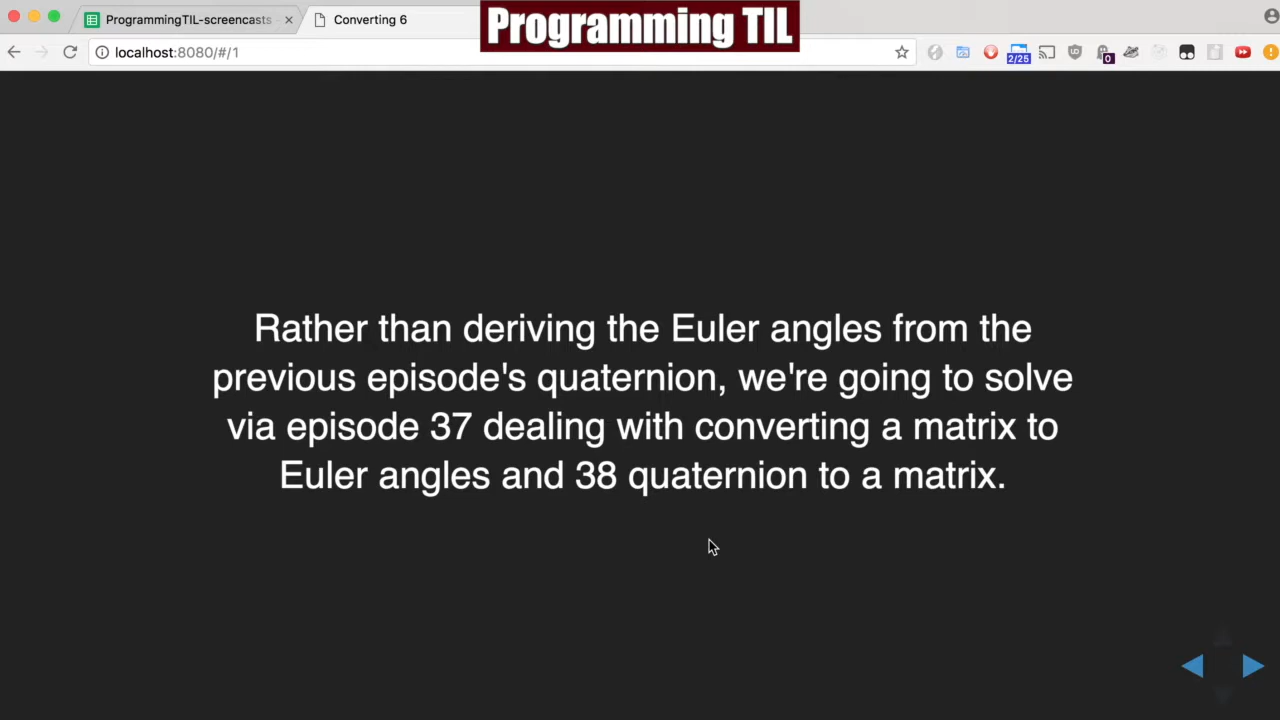 ProgrammingTIL-screencasts
Converting 6
Programming TIL
localhost:8080/#/1
2/25
0
Rather than deriving the Euler angles from the
previous episode's quaternion, we're going to solve
via episode 37 dealing with converting a matrix to
Euler angles and 38 quaternion to a matrix.